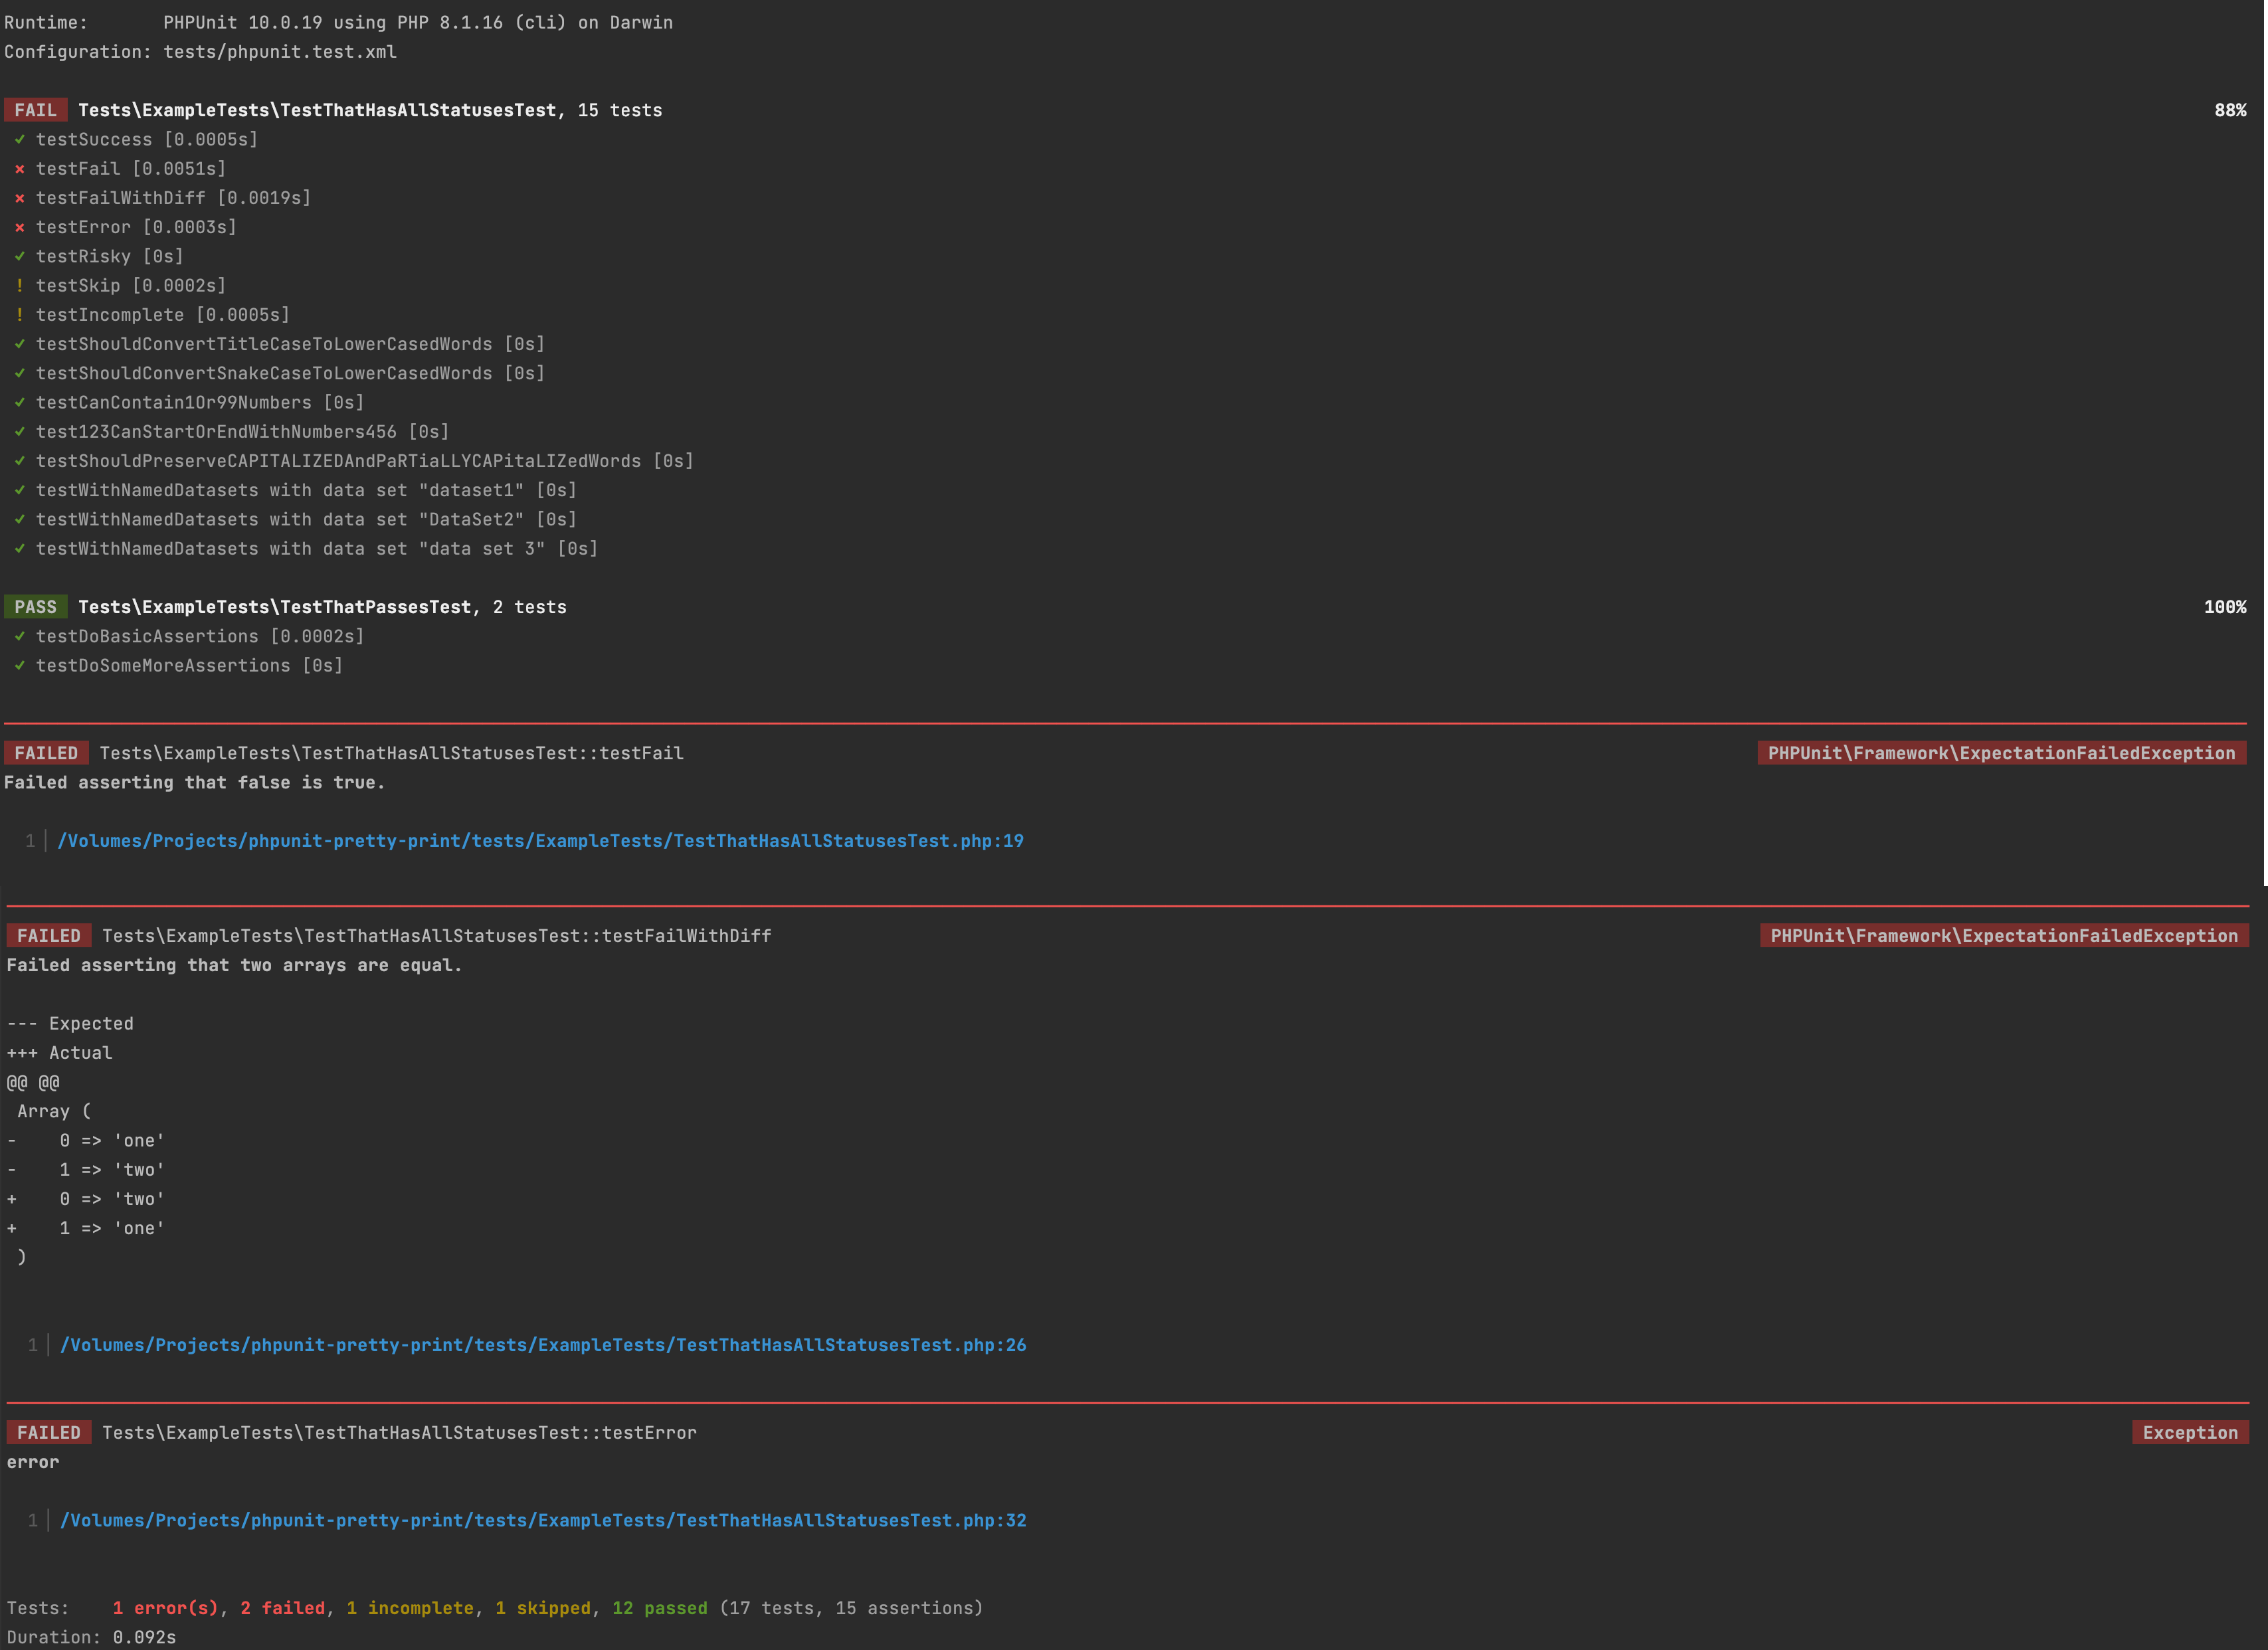 Runtime:       PHPUnit 10.0.19 using PHP 8.1.16 (cli) on Darwin
Configuration: tests/phpunit.test.xml
FAIL  Tests\ExampleTests\TestThatHasAllStatusesTest, 15 tests 88%
✓ testSuccess [0.0005s]
× testFail [0.0051s]
× testFailWithDiff [0.0019s]
× testError [0.0003s]
✓ testRisky [0s]
! testSkip [0.0002s]
! testIncomplete [0.0005s]
✓ testShouldConvertTitleCaseToLowerCasedWords [0s]
✓ testShouldConvertSnakeCaseToLowerCasedWords [0s]
✓ testCanContain1Or99Numbers [0s]
✓ test123CanStartOrEndWithNumbers456 [0s]
✓ testShouldPreserveCAPITALIZEDAndPaRTiaLLYCAPitaLIZedWords [0s]
✓ testWithNamedDatasets with data set "dataset1" [0s]
✓ testWithNamedDatasets with data set "DataSet2" [0s]
✓ testWithNamedDatasets with data set "data set 3" [0s]
PASS  Tests\ExampleTests\TestThatPassesTest, 2 tests 100%
✓ testDoBasicAssertions [0.0002s]
✓ testDoSomeMoreAssertions [0s]
FAILED  Tests\ExampleTests\TestThatHasAllStatusesTest::testFail PHPUnit\Framework\ExpectationFailedException
Failed asserting that false is true.
1│ /Volumes/Projects/phpunit-pretty-print/tests/ExampleTests/TestThatHasAllStatusesTest.php:19
FAILED  Tests\ExampleTests\TestThatHasAllStatusesTest::testFailWithDiff PHPUnit\Framework\ExpectationFailedException
Failed asserting that two arrays are equal.
--- Expected
+++ Actual
@@ @@
 Array (
-    0 => 'one'
-    1 => 'two'
+    0 => 'two'
+    1 => 'one'
 )
1│ /Volumes/Projects/phpunit-pretty-print/tests/ExampleTests/TestThatHasAllStatusesTest.php:26
FAILED  Tests\ExampleTests\TestThatHasAllStatusesTest::testError Exception
error
1│ /Volumes/Projects/phpunit-pretty-print/tests/ExampleTests/TestThatHasAllStatusesTest.php:32
Tests:    1 error(s), 2 failed, 1 incomplete, 1 skipped, 12 passed (17 tests, 15 assertions)
Duration: 0.092s